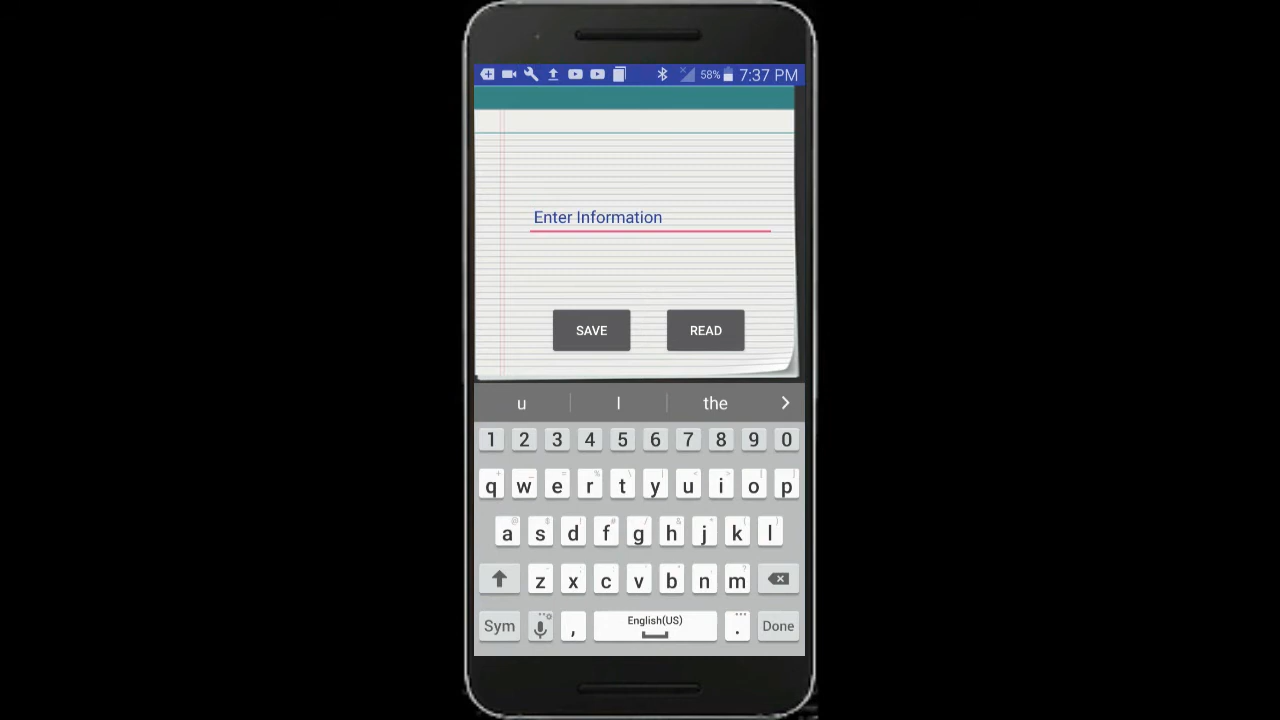 58% 7:37 PM
Enter Information
SAVE READ
u I the
1 2 3 4 5 6 7 8 9 0
q w e r t y u i o p
a s d f g h j k l
z x c v b n m
Sym , English(US) . Done